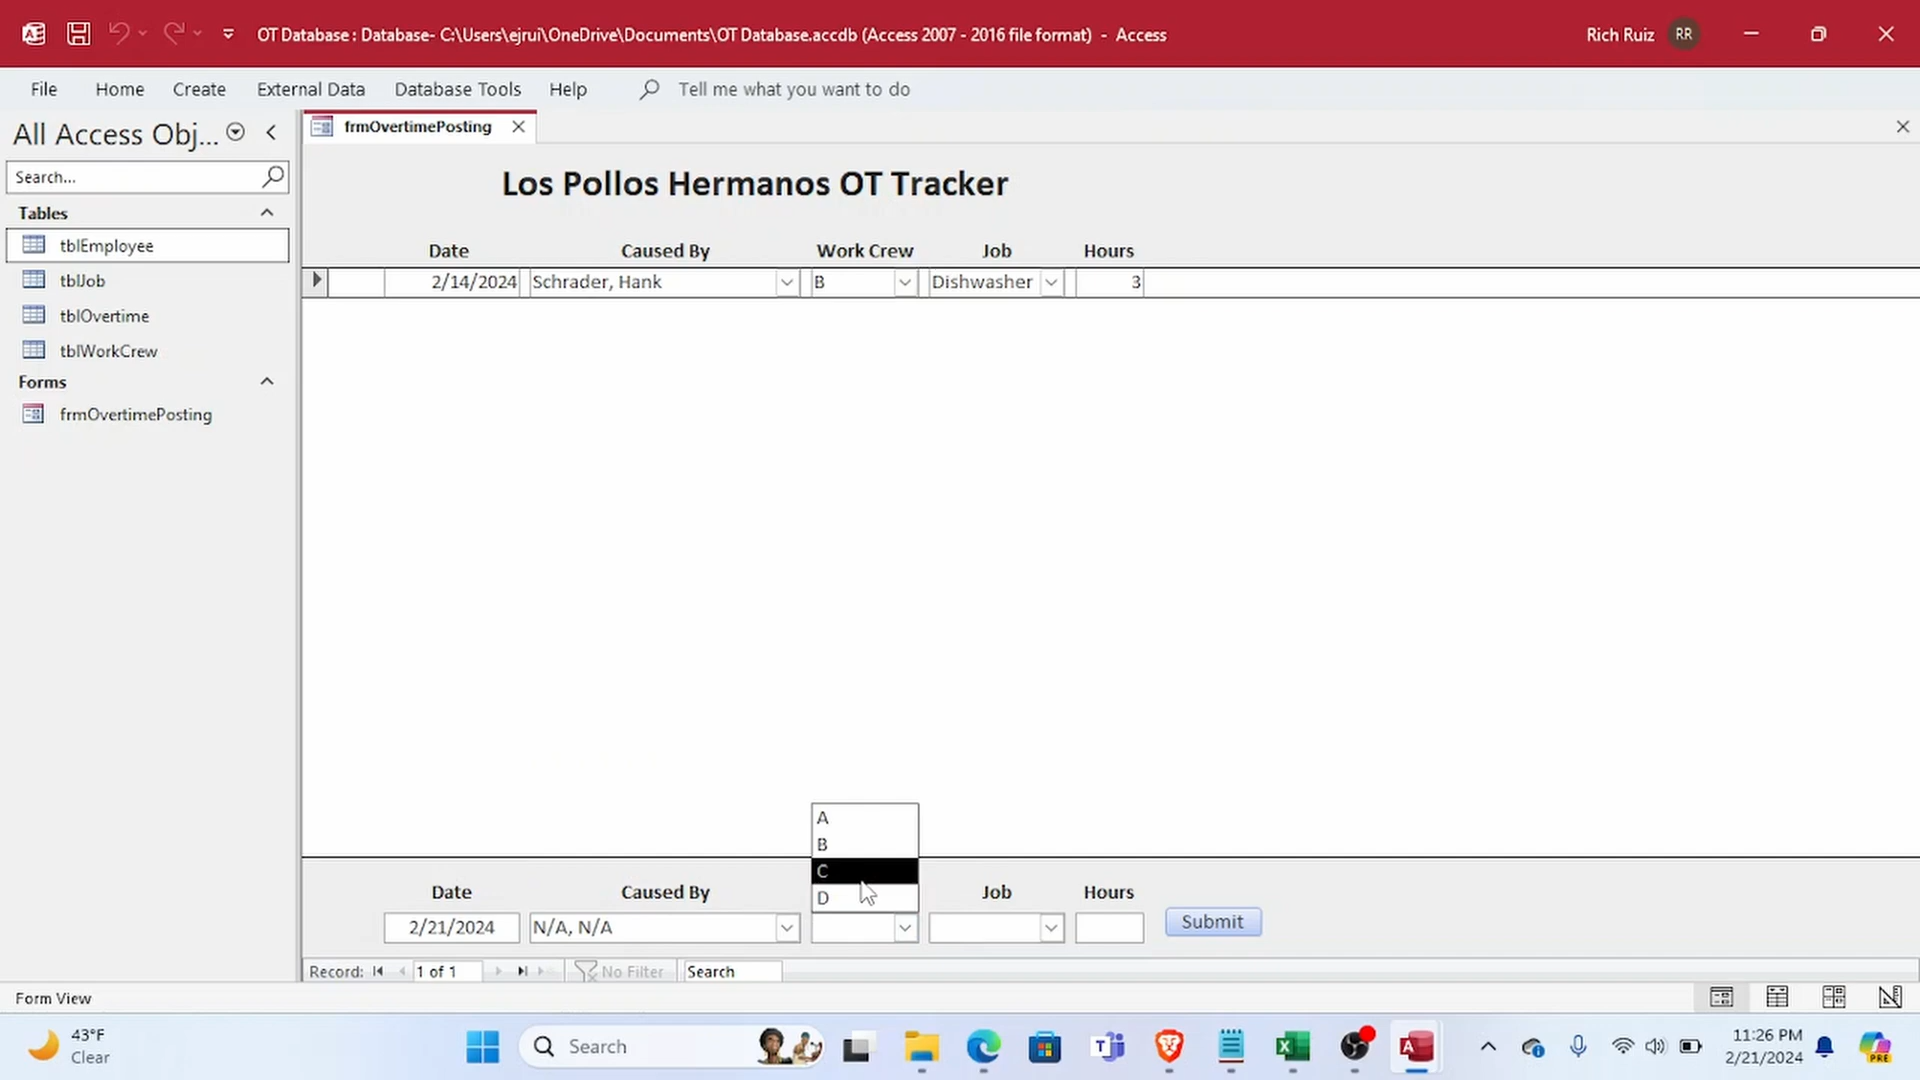 OT Database : Database- C:\Users\ejrui\OneDrive\Documents\OT Database.accdb (Access 2007 - 2016 file format) - Access
Rich Ruiz
RR
File Home Create External Data Database Tools Help Tell me what you want to do
All Access Obj...
Search...
Tables
tblEmployee
tblJob
tblOvertime
tblWorkCrew
Forms
frmOvertimePosting
frmOvertimePosting
Los Pollos Hermanos OT Tracker
Date Caused By Work Crew Job Hours
2/14/2024 Schrader, Hank B Dishwasher 3
A
B
C
D
Date Caused By Job Hours
2/21/2024 N/A, N/A Submit
Record: 1 of 1 No Filter Search
Form View
43°F
Clear
Search
T
X
A
11:26 PM
2/21/2024
PRE